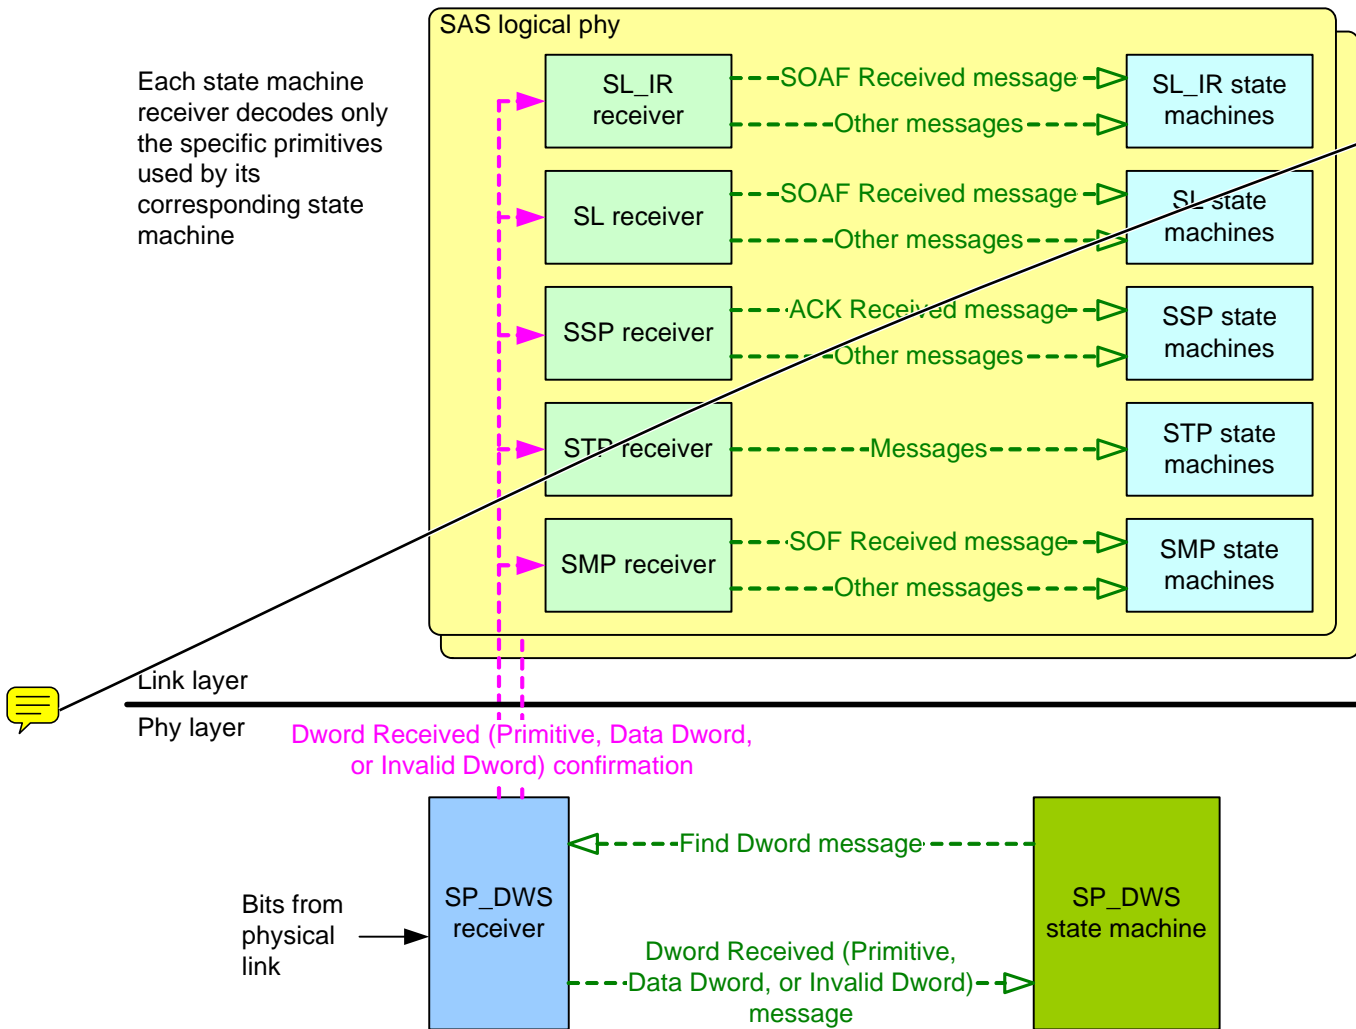 SAS logical phy
Each state machine
receiver decodes only
the specific primitives
used by its
corresponding state
machine
SL_IR
receiver
SOAF Received message
Other messages
SL_IR state
machines
SL receiver
SOAF Received message
Other messages
SL state
machines
SSP receiver
ACK Received message
Other messages
SSP state
machines
STP receiver
Messages
STP state
machines
SMP receiver
SOF Received message
Other messages
SMP state
machines
Link layer
Phy layer
Dword Received (Primitive, Data Dword,
or Invalid Dword) confirmation
Bits from
physical
link
SP_DWS
receiver
Find Dword message
Dword Received (Primitive,
Data Dword, or Invalid Dword)
message
SP_DWS
state machine